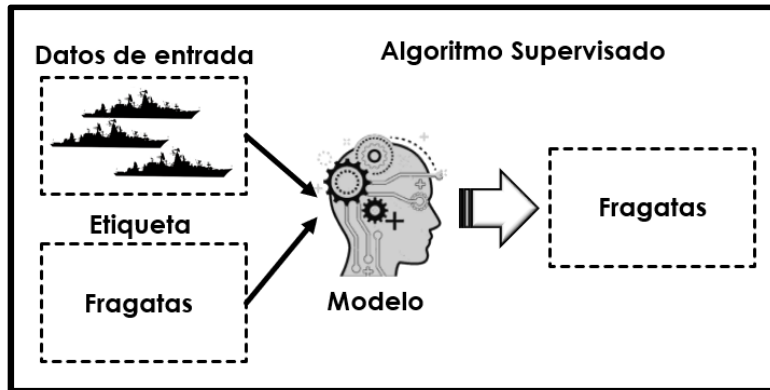 Datos de entrada
Algoritmo Supervisado
Etiqueta
Fragatas
Modelo
Fragatas